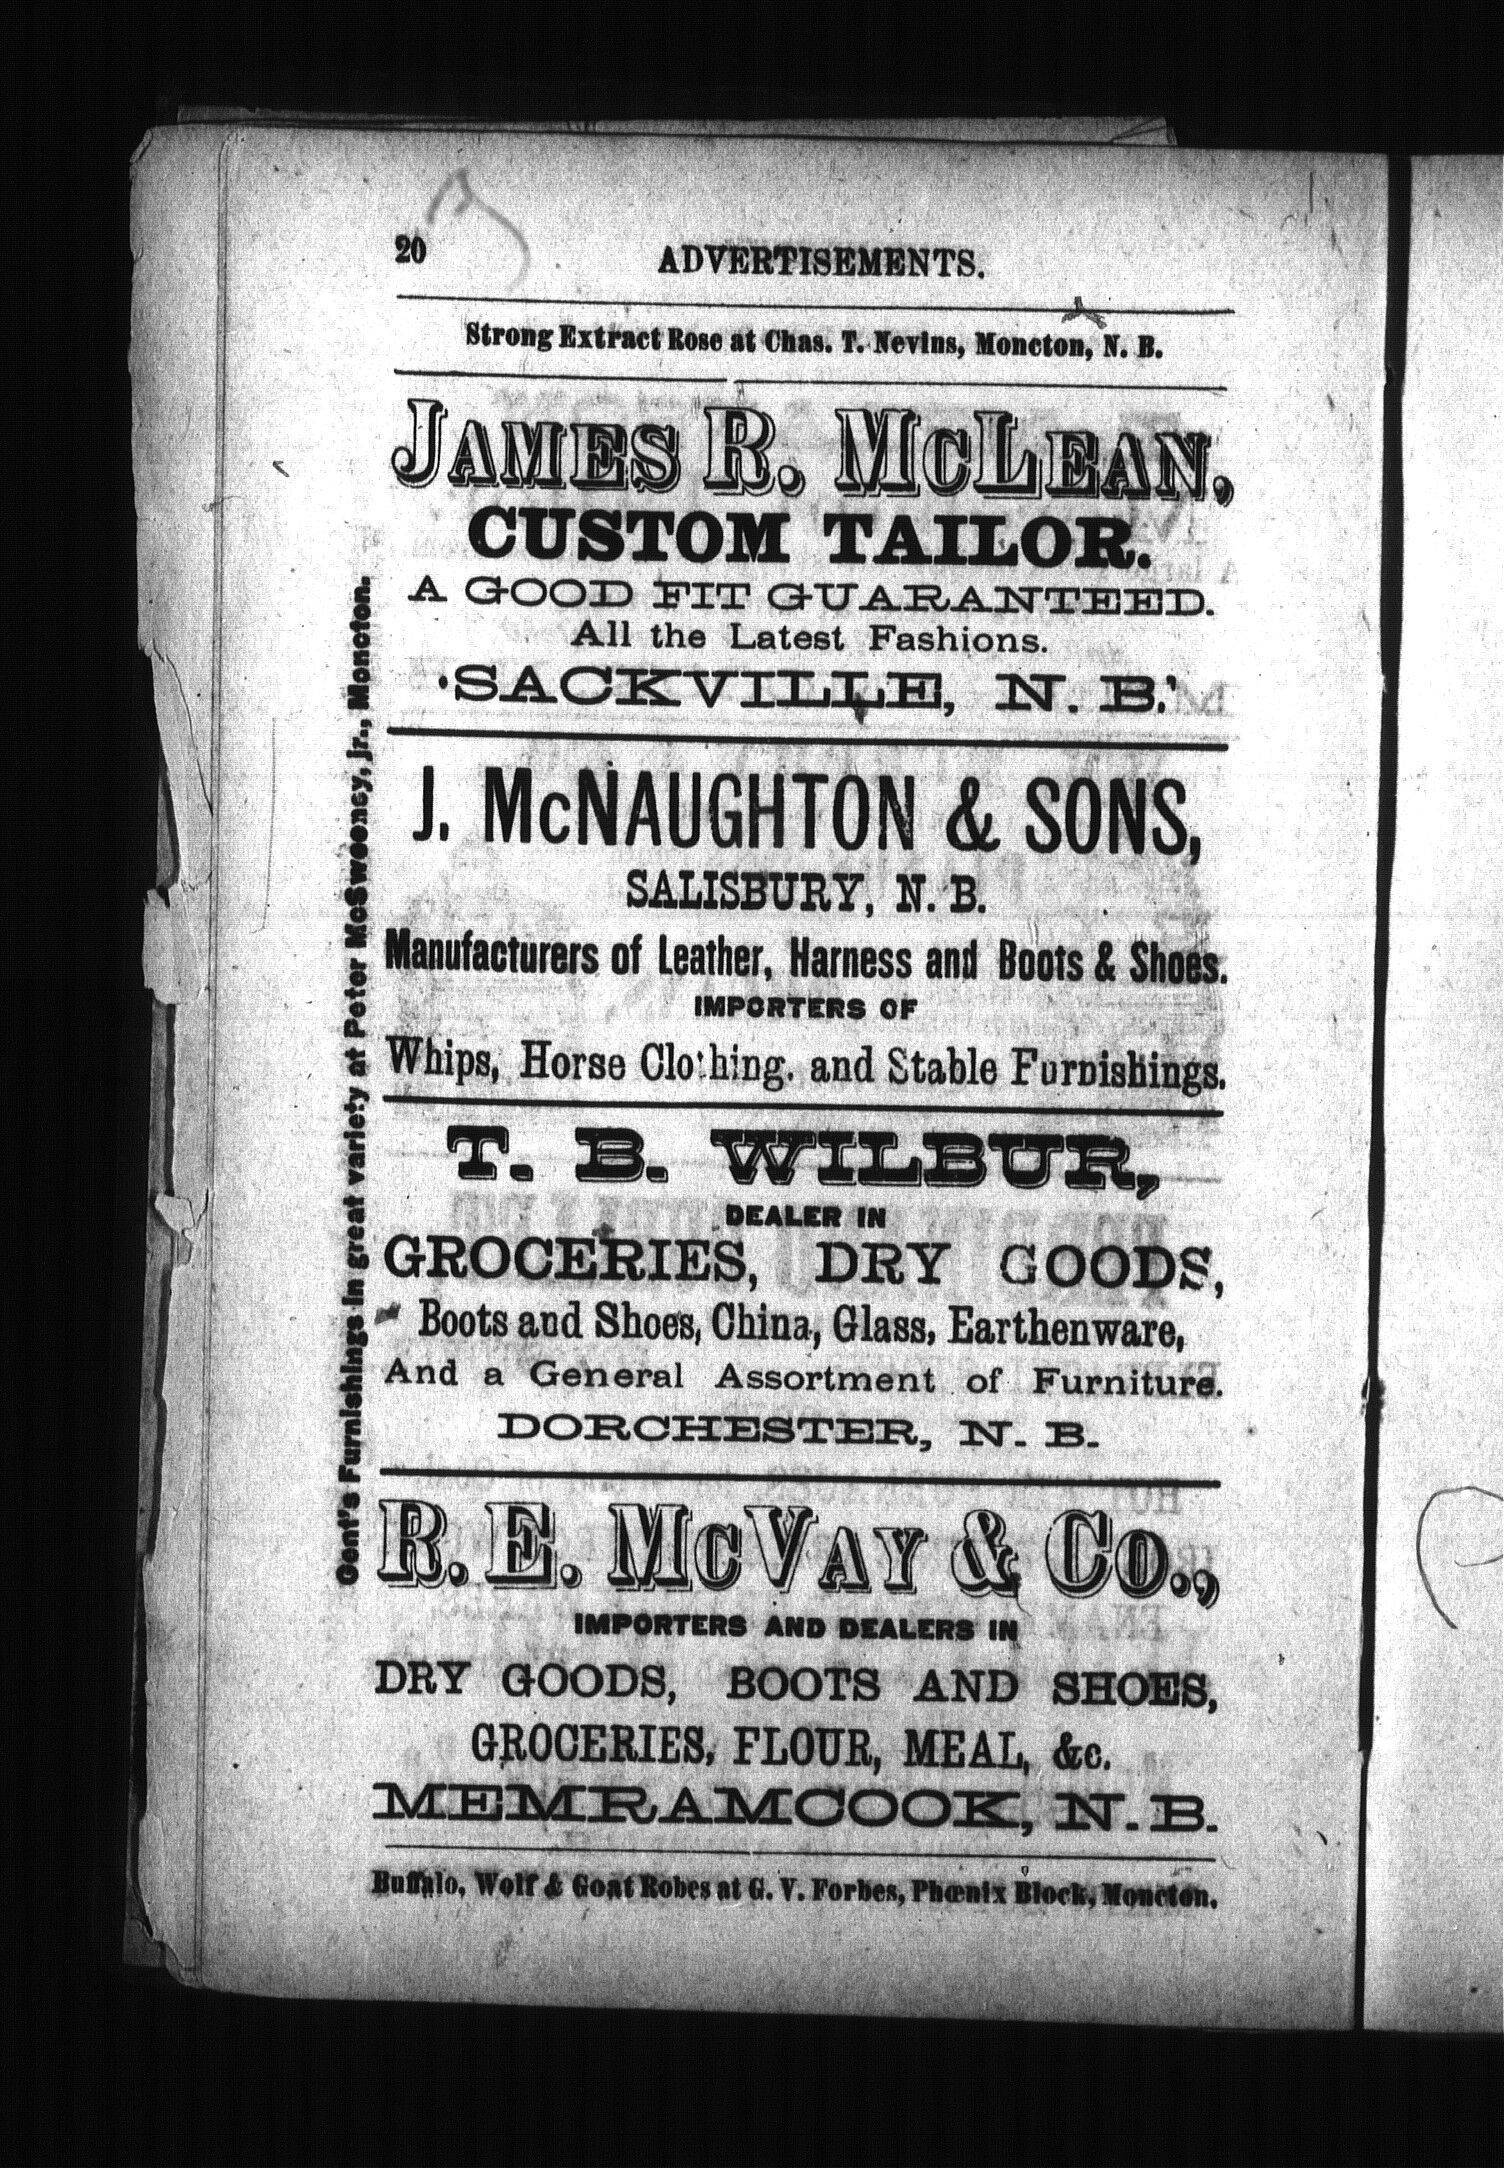 20
ADVERTISEMENTS.
Strong Extract Rose at Chas. T. Nevins, Moncton, N. B.
JAMES R. MCLEAN,
CUSTOM TAILOR.
A GOOD FIT GUARANTEED.
All the Latest Fashions.
SACKVILLE, N. B.
J. McNAUGHTON & SONS,
SALISBURY, N. B.
Manufacturers of Leather, Harness and Boots & Shoes.
IMPORTERS OF
Whips, Horse Clothing. and Stable Furnishings.
T. B. WILBUR,
DEALER IN
GROCERIES, DRY GOODS,
Boots and Shoes, China, Glass, Earthenware,
And a General Assortment of Furniture.
DORCHESTER, N. B.
R. E. MCVAY & CO.,
IMPORTERS AND DEALERS IN
DRY GOODS, BOOTS AND SHOES,
GROCERIES, FLOUR, MEAL, &c.
MEMRAMCOOK, N. B.
Buffalo, Wolf & Goat Robes at G. V. Forbes, Phœnix Block, Moncton.
Gent's Furnishings in great variety at Peter McSweeney, jr., Moncton.